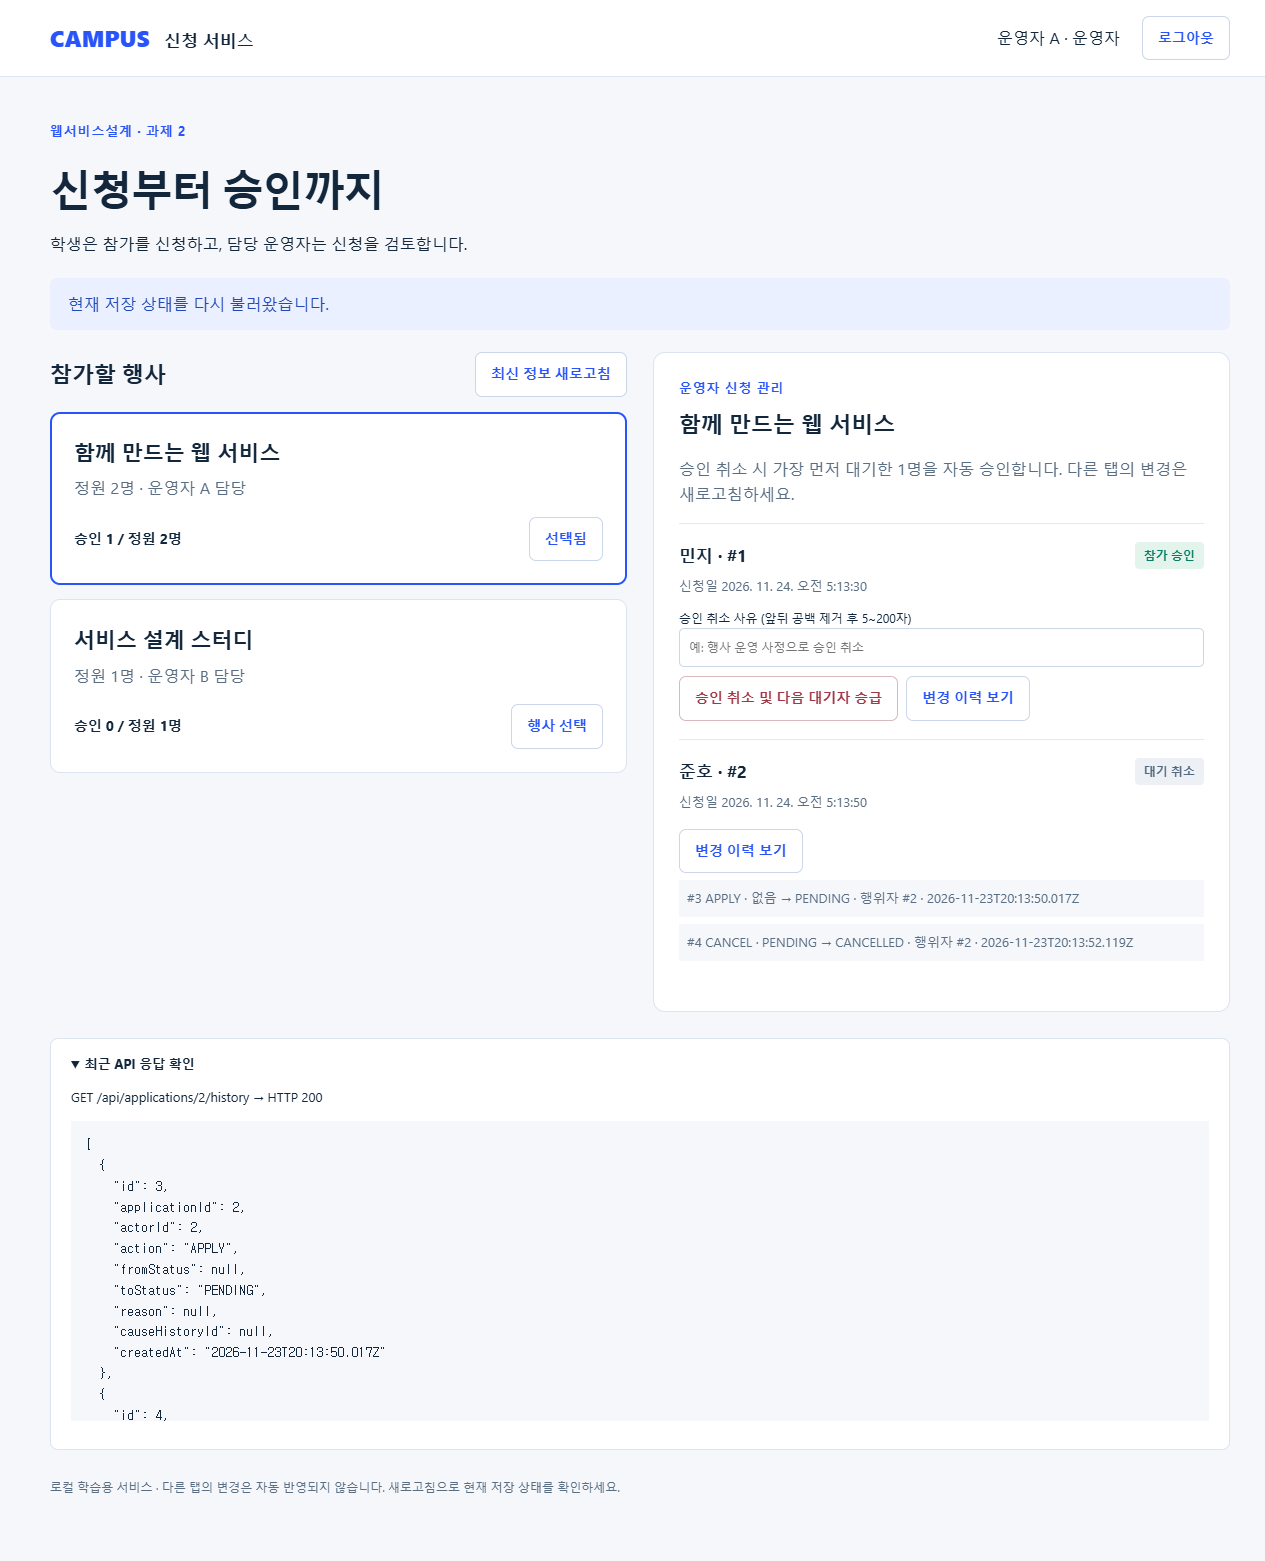 CAMPUS 신청 서비스
운영자 A · 운영자
로그아웃
웹서비스설계 · 과제 2
신청부터 승인까지
학생은 참가를 신청하고, 담당 운영자는 신청을 검토합니다.
현재 저장 상태를 다시 불러왔습니다.
참가할 행사
최신 정보 새로고침
함께 만드는 웹 서비스
정원 2명 · 운영자 A 담당
승인 1 / 정원 2명
선택됨
서비스 설계 스터디
정원 1명 · 운영자 B 담당
승인 0 / 정원 1명
행사 선택
운영자 신청 관리
함께 만드는 웹 서비스
승인 취소 시 가장 먼저 대기한 1명을 자동 승인합니다. 다른 탭의 변경은
새로고침하세요.
민지 · #1
참가 승인
신청일 2026. 11. 24. 오전 5:13:30
승인 취소 사유 (앞뒤 공백 제거 후 5~200자)
예: 행사 운영 사정으로 승인 취소
승인 취소 및 다음 대기자 승급
변경 이력 보기
준호 · #2
대기 취소
신청일 2026. 11. 24. 오전 5:13:50
변경 이력 보기
#3 APPLY · 없음 → PENDING · 행위자 #2 · 2026-11-23T20:13:50.017Z
#4 CANCEL · PENDING → CANCELLED · 행위자 #2 · 2026-11-23T20:13:52.119Z
▼ 최근 API 응답 확인
GET /api/applications/2/history → HTTP 200
[
{
"id": 3,
"applicationId": 2,
"actorId": 2,
"action": "APPLY",
"fromStatus": null,
"toStatus": "PENDING",
"reason": null,
"causeHistoryId": null,
"createdAt": "2026-11-23T20:13:50.017Z"
},
{
"id": 4,
로컬 학습용 서비스 · 다른 탭의 변경은 자동 반영되지 않습니다. 새로고침으로 현재 저장 상태를 확인하세요.